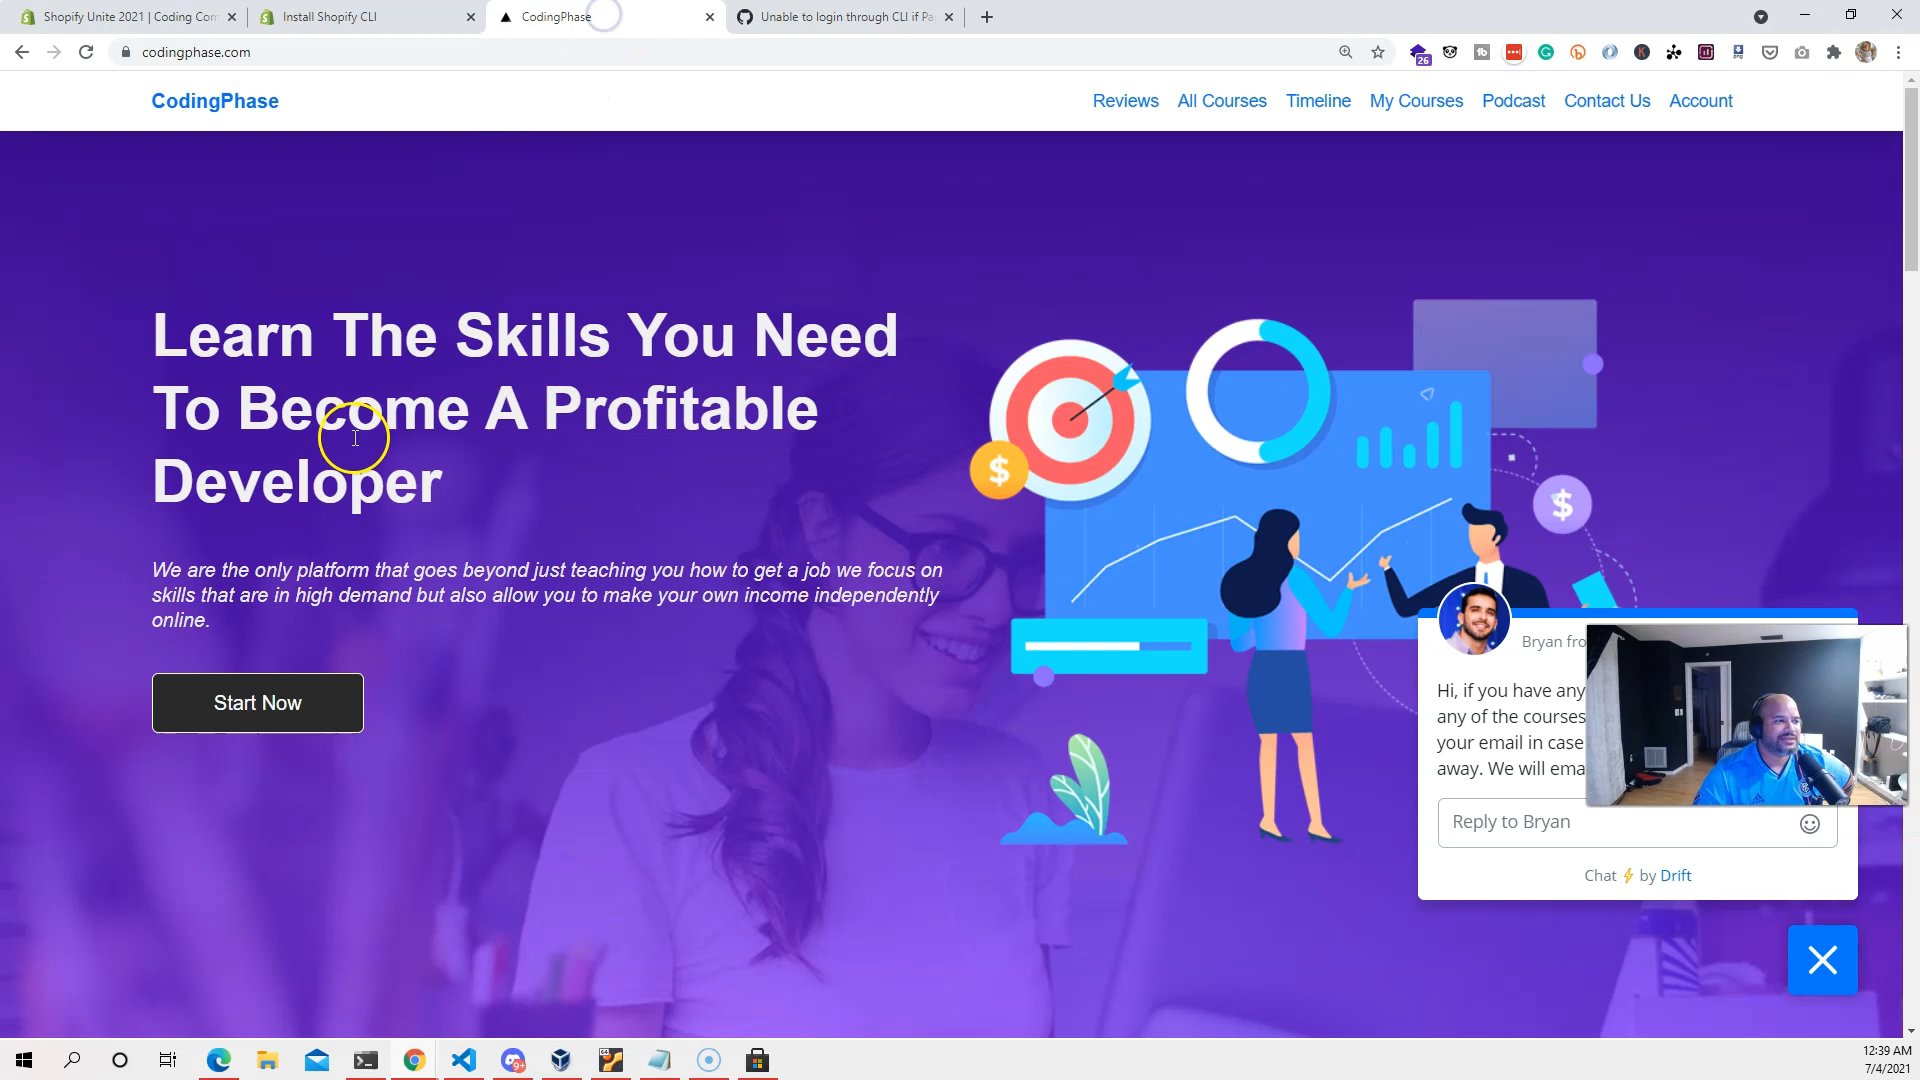 Shopify Unite 2021 | Coding Com
Install Shopify CLI
CodingPhase
Unable to login through CLI if Pa
codingphase.com
26
CodingPhase
Reviews
All Courses
Timeline
My Courses
Podcast
Contact Us
Account
Learn The Skills You Need
To Become A Profitable
Developer
We are the only platform that goes beyond just teaching you how to get a job we focus on
skills that are in high demand but also allow you to make your own income independently
online.
Start Now
$
$
Bryan fro
Hi, if you have any
any of the courses
your email in case
away. We will ema
Reply to Bryan
Chat ⚡ by Drift
9+
12:39 AM
7/4/2021